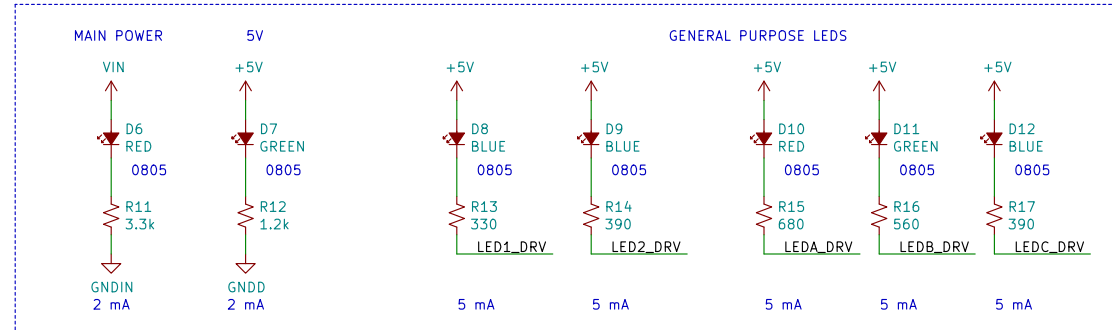 MAIN POWER
5V
GENERAL PURPOSE LEDS
VIN
+5V
+5V
+5V
+5V
+5V
+5V
D6
RED
0805
D7
GREEN
0805
D8
BLUE
0805
D9
BLUE
0805
D10
RED
0805
D11
GREEN
0805
D12
BLUE
0805
R11
3.3k
R12
1.2k
R13
330
R14
390
R15
680
R16
560
R17
390
LED1_DRV
LED2_DRV
LEDA_DRV
LEDB_DRV
LEDC_DRV
GNDIN
GNDD
2 mA
2 mA
5 mA
5 mA
5 mA
5 mA
5 mA